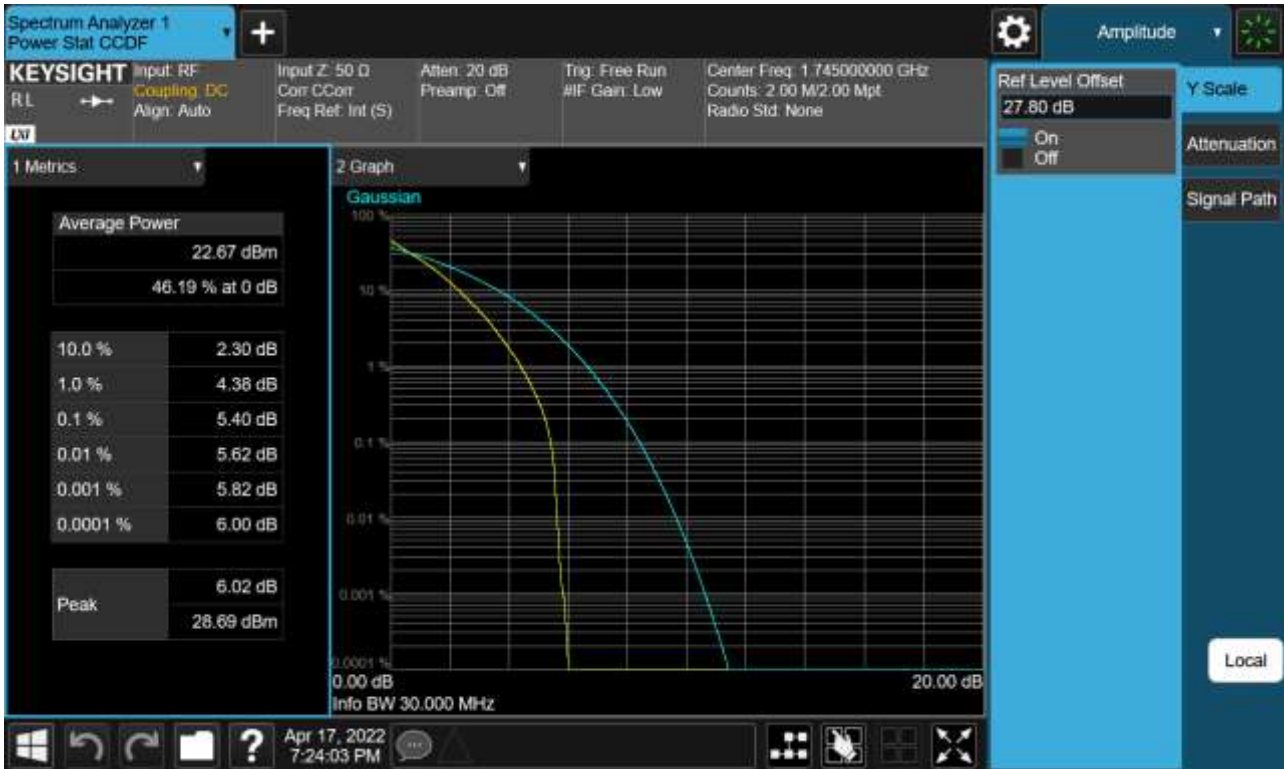 Spectrum Analyzer 1
Power Stat CCDF
+
Amplitude
KEYSIGHT
RL
LXI
Input: RF
Coupling: DC
Align: Auto
Input Z: 50 Ω
Corr CCorr
Freq Ref: Int (S)
Atten: 20 dB
Preamp: Off
Trig: Free Run
#IF Gain: Low
Center Freq: 1.745000000 GHz
Counts: 2.00 M/2.00 Mpt
Radio Std: None
Ref Level Offset
27.80 dB
On
Off
Y Scale
Attenuation
Signal Path
Local
1 Metrics
Average Power
22.67 dBm
46.19 % at 0 dB
10.0 % 2.30 dB
1.0 % 4.38 dB
0.1 % 5.40 dB
0.01 % 5.62 dB
0.001 % 5.82 dB
0.0001 % 6.00 dB
Peak
6.02 dB
28.69 dBm
2 Graph
Gaussian
100 %
10 %
1 %
0.1 %
0.01 %
0.001 %
0.0001 %
0.00 dB 20.00 dB
Info BW 30.000 MHz
?
Apr 17, 2022
7:24:03 PM